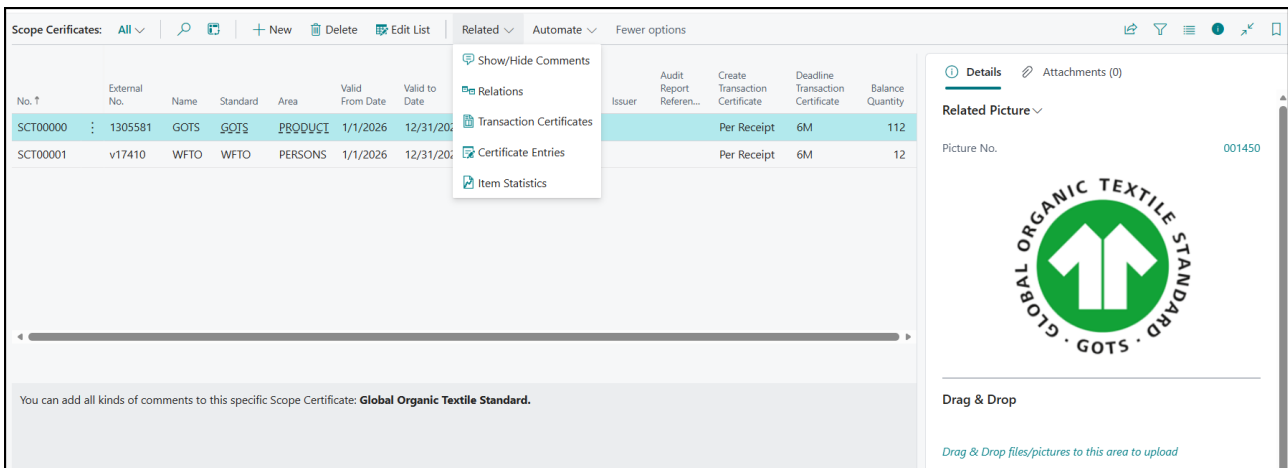 Scope Cerificates: All New Delete Edit List Related Automate Fewer options
Show/Hide Comments
Relations
Transaction Certificates
Certificate Entries
Item Statistics
No. External No. Name Standard Area Valid From Date Valid to Date Issuer Audit Report Referen... Create Transaction Certificate Deadline Transaction Certificate Balance Quantity
SCT00000 1305581 GOTS GOTS PRODUCT 1/1/2026 12/31/202 Per Receipt 6M 112
SCT00001 v17410 WFTO WFTO PERSONS 1/1/2026 12/31/202 Per Receipt 6M 12
You can add all kinds of comments to this specific Scope Certificate: Global Organic Textile Standard.
Details Attachments (0)
Related Picture
Picture No. 001450
GLOBAL ORGANIC TEXTILE STANDARD · GOTS ·
Drag & Drop
Drag & Drop files/pictures to this area to upload